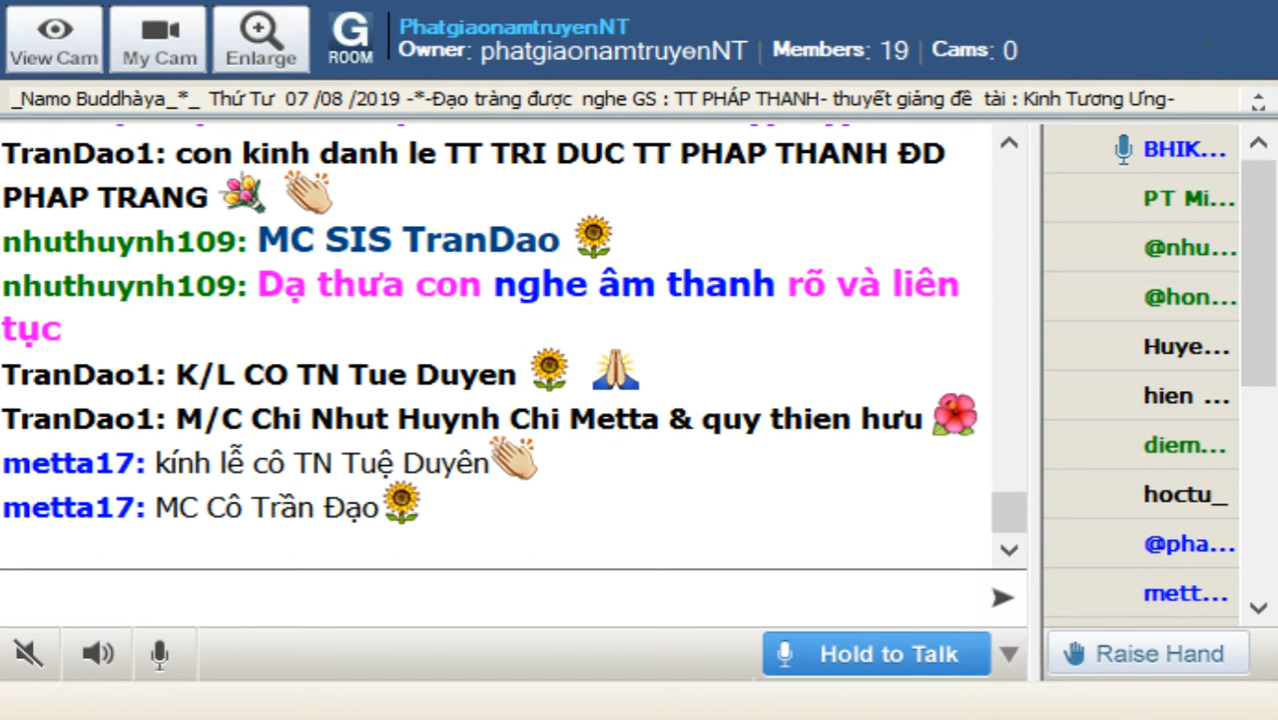 View Cam
My Cam
Enlarge
G
ROOM
PhatgiaonamtruyenNT
Owner: phatgiaonamtruyenNT | Members: 19 | Cams: 0
_Namo Buddhàya_*_ Thứ Tư 07 /08 /2019 -*-Đạo tràng được nghe GS : TT PHÁP THANH- thuyết giảng đề tài : Kinh Tương Ưng-
TranDao1: con kinh danh le TT TRI DUC TT PHAP THANH ĐD
PHAP TRANG
nhuthuynh109: MC SIS TranDao
nhuthuynh109: Dạ thưa con nghe âm thanh rõ và liên
tục
TranDao1: K/L CO TN Tue Duyen
TranDao1: M/C Chi Nhut Huynh Chi Metta & quy thien hưu
metta17: kính lễ cô TN Tuệ Duyên
metta17: MC Cô Trần Đạo
BHIK...
PT Mi...
@nhu...
@hon...
Huye...
hien ...
diem...
hoctu_
@pha...
mett...
Hold to Talk
Raise Hand